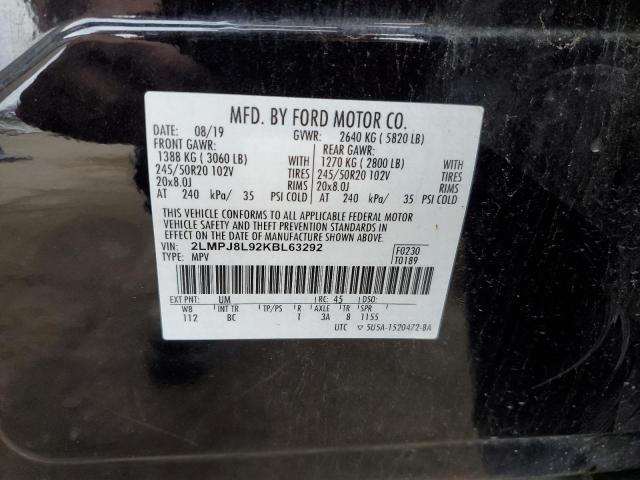 MFD. BY FORD MOTOR CO.
DATE: 08/19 GVWR: 2640 KG ( 5820 LB)
FRONT GAWR: REAR GAWR:
1388 KG ( 3060 LB) WITH 1270 KG ( 2800 LB) WITH
245/50R20 102V TIRES 245/50R20 102V TIRES
20x8.0J RIMS 20x8.0J RIMS
AT 240 kPa/ 35 PSI COLD AT 240 kPa/ 35 PSI COLD
THIS VEHICLE CONFORMS TO ALL APPLICABLE FEDERAL MOTOR
VEHICLE SAFETY AND THEFT PREVENTION STANDARDS IN EFFECT
ON THE DATE OF MANUFACTURE SHOWN ABOVE.
VIN: 2LMPJ8L92KBL63292 F0230
TYPE: MPV T0189
EXT PNT: UM RC: 45 DSO:
WB INT TR TP/PS R AXLE TR SPR
112 BC T 3A 8 1155
UTC ▽ 5U5A-1520472-BA